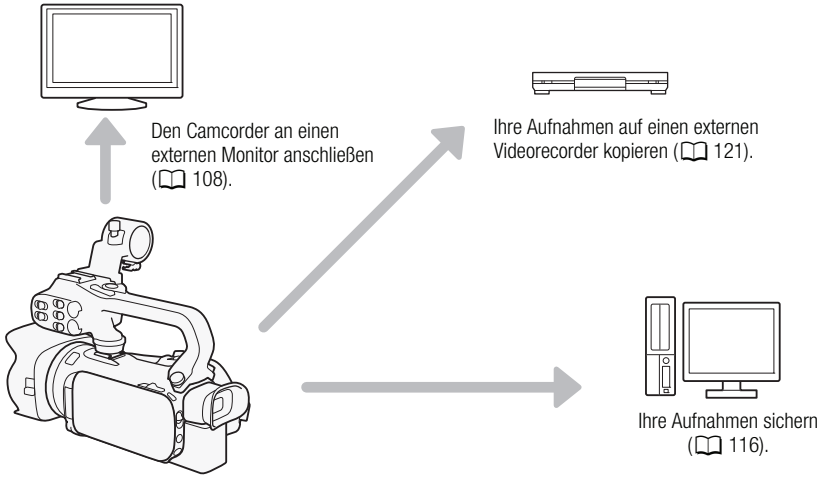 Den Camcorder an einen
externen Monitor anschließen
(📖 108).
Ihre Aufnahmen auf einen externen
Videorecorder kopieren (📖 121).
Ihre Aufnahmen sichern
(📖 116).